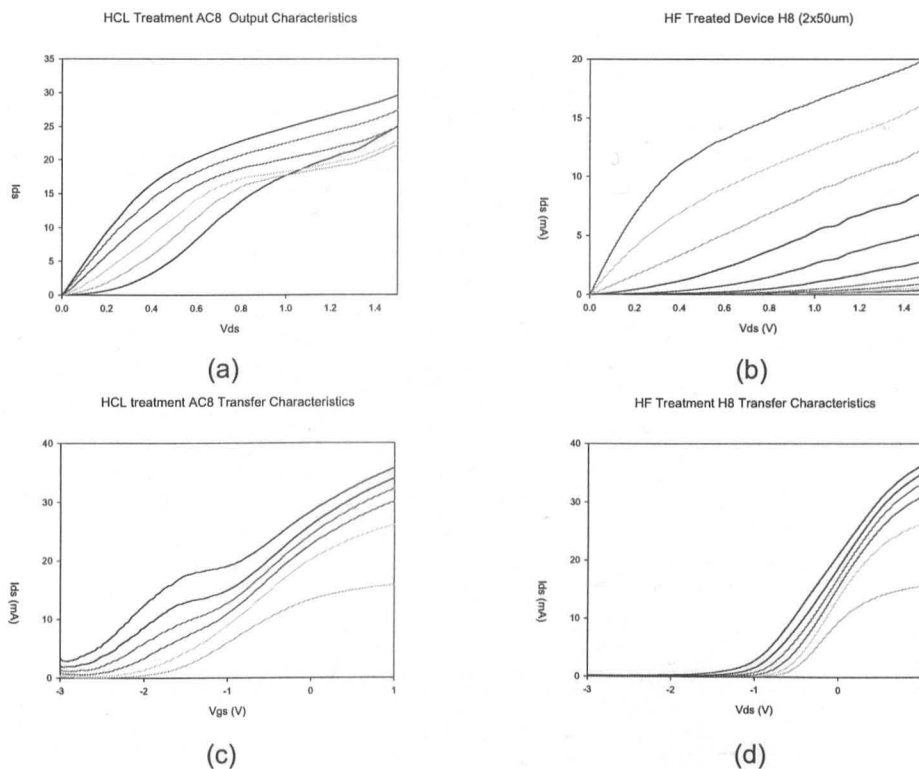 HCL Treatment AC8 Output Characteristics
HF Treated Device H8 (2x50um)
Ids
35
30
25
20
15
10
5
0
0.0 0.2 0.4 0.6 0.8 1.0 1.2 1.4
Vds
(a)
Ids (mA)
20
15
10
5
0
0.0 0.2 0.4 0.6 0.8 1.0 1.2 1.4
Vds (V)
(b)
HCL treatment AC8 Transfer Characteristics
HF Treatment H8 Transfer Characteristics
Ids (mA)
40
30
20
10
0
-3 -2 -1 0 1
Vgs (V)
(c)
Ids (mA)
40
30
20
10
0
-3 -2 -1 0
Vds (V)
(d)